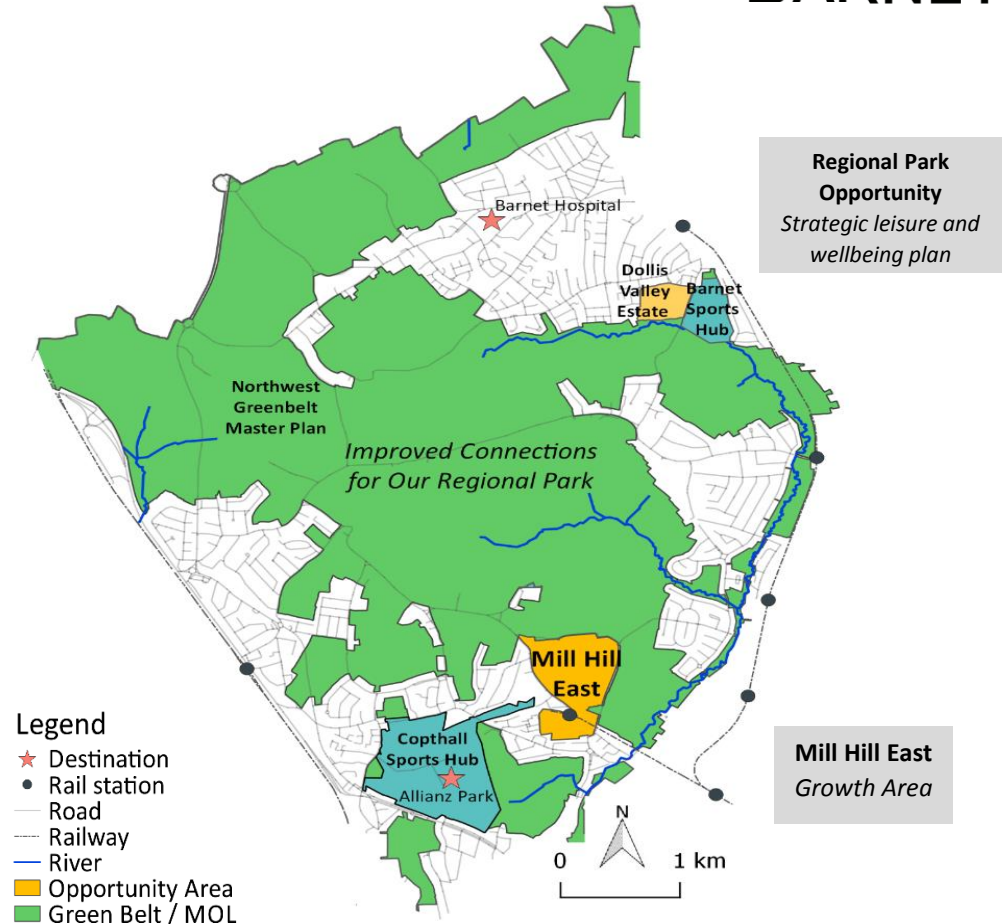 BARNET
Regional Park
Opportunity
Strategic leisure and
wellbeing plan
Barnet Hospital
Dollis
Valley
Estate
Barnet
Sports
Hub
Northwest
Greenbelt
Master Plan
Improved Connections
for Our Regional Park
Mill Hill
East
Copthall
Sports Hub
Allianz Park
Mill Hill East
Growth Area
Legend
Destination
Rail station
Road
Railway
River
Opportunity Area
Green Belt / MOL
N
0 1 km